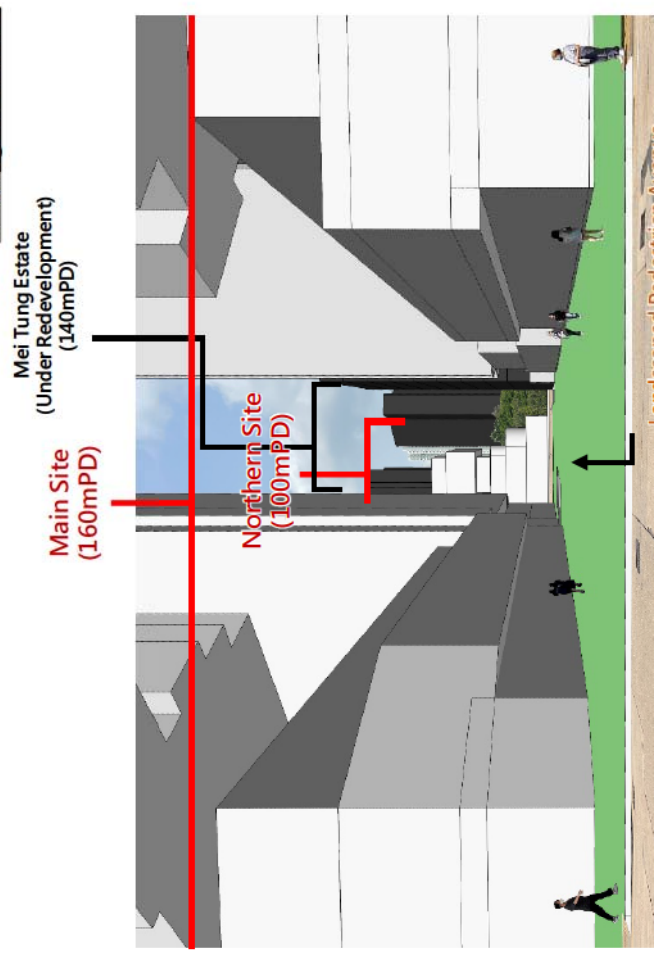 Mei Tung Estate
(Under Redevelopment)
(140mPD)
Main Site
(160mPD)
Northern Site
(100mPD)